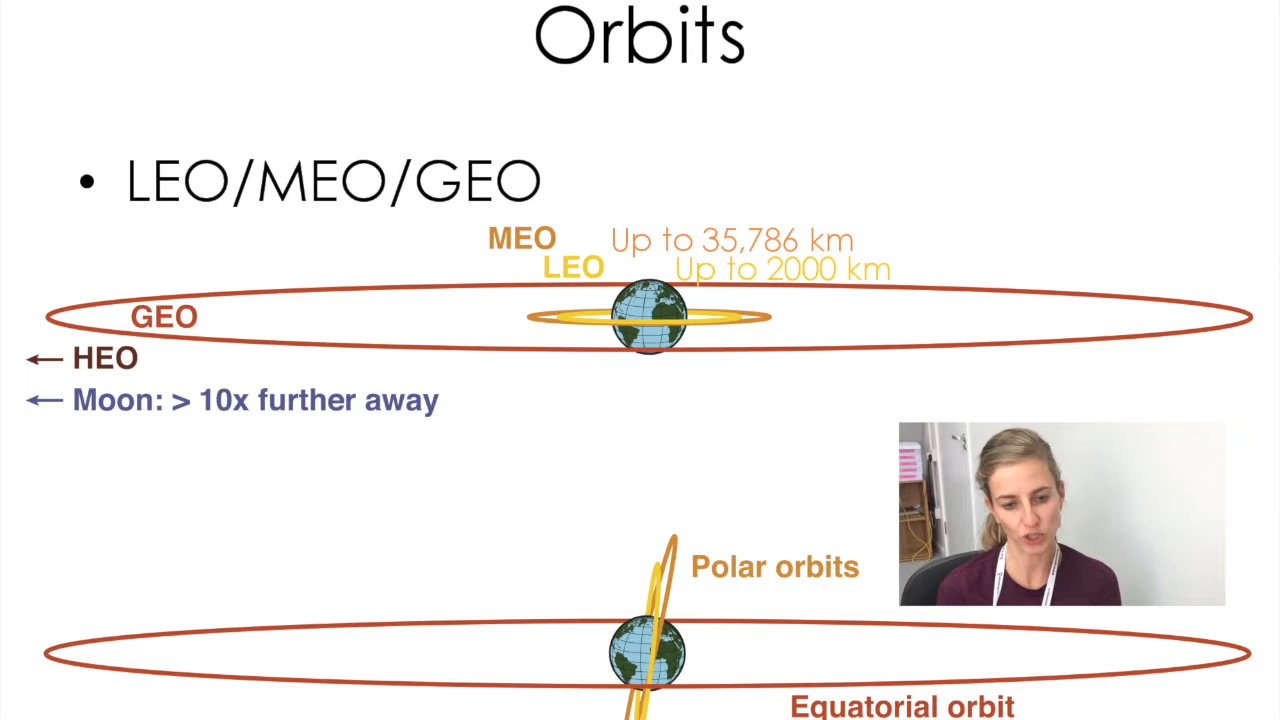 Orbits
• LEO/MEO/GEO
MEO Up to 35,786 km
LEO Up to 2000 km
GEO
← HEO
← Moon: > 10x further away
Polar orbits
Equatorial orbit